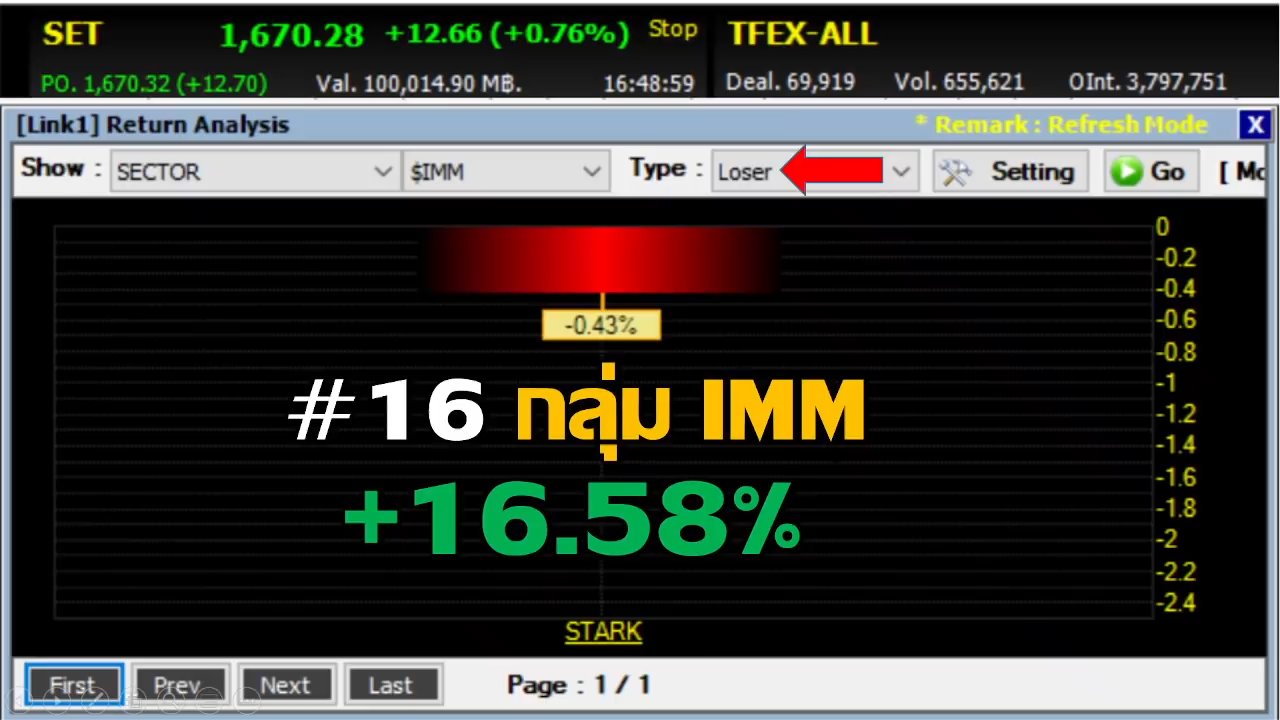 SET 1,670.28 +12.66 (+0.76%) Stop TFEX-ALL
PO. 1,670.32 (+12.70) Val. 100,014.90 MB. 16:48:59 Deal. 69,919 Vol. 655,621 OInt. 3,797,751
[Link1] Return Analysis * Remark : Refresh Mode X
Show : SECTOR $IMM Type : Loser Setting Go [ Mo
0
-0.2
-0.4
-0.6
-0.8
-1
-1.2
-1.4
-1.6
-1.8
-2
-2.2
-2.4
-0.43%
#16 กลุ่ม IMM
+16.58%
STARK
First Prev Next Last Page : 1 / 1